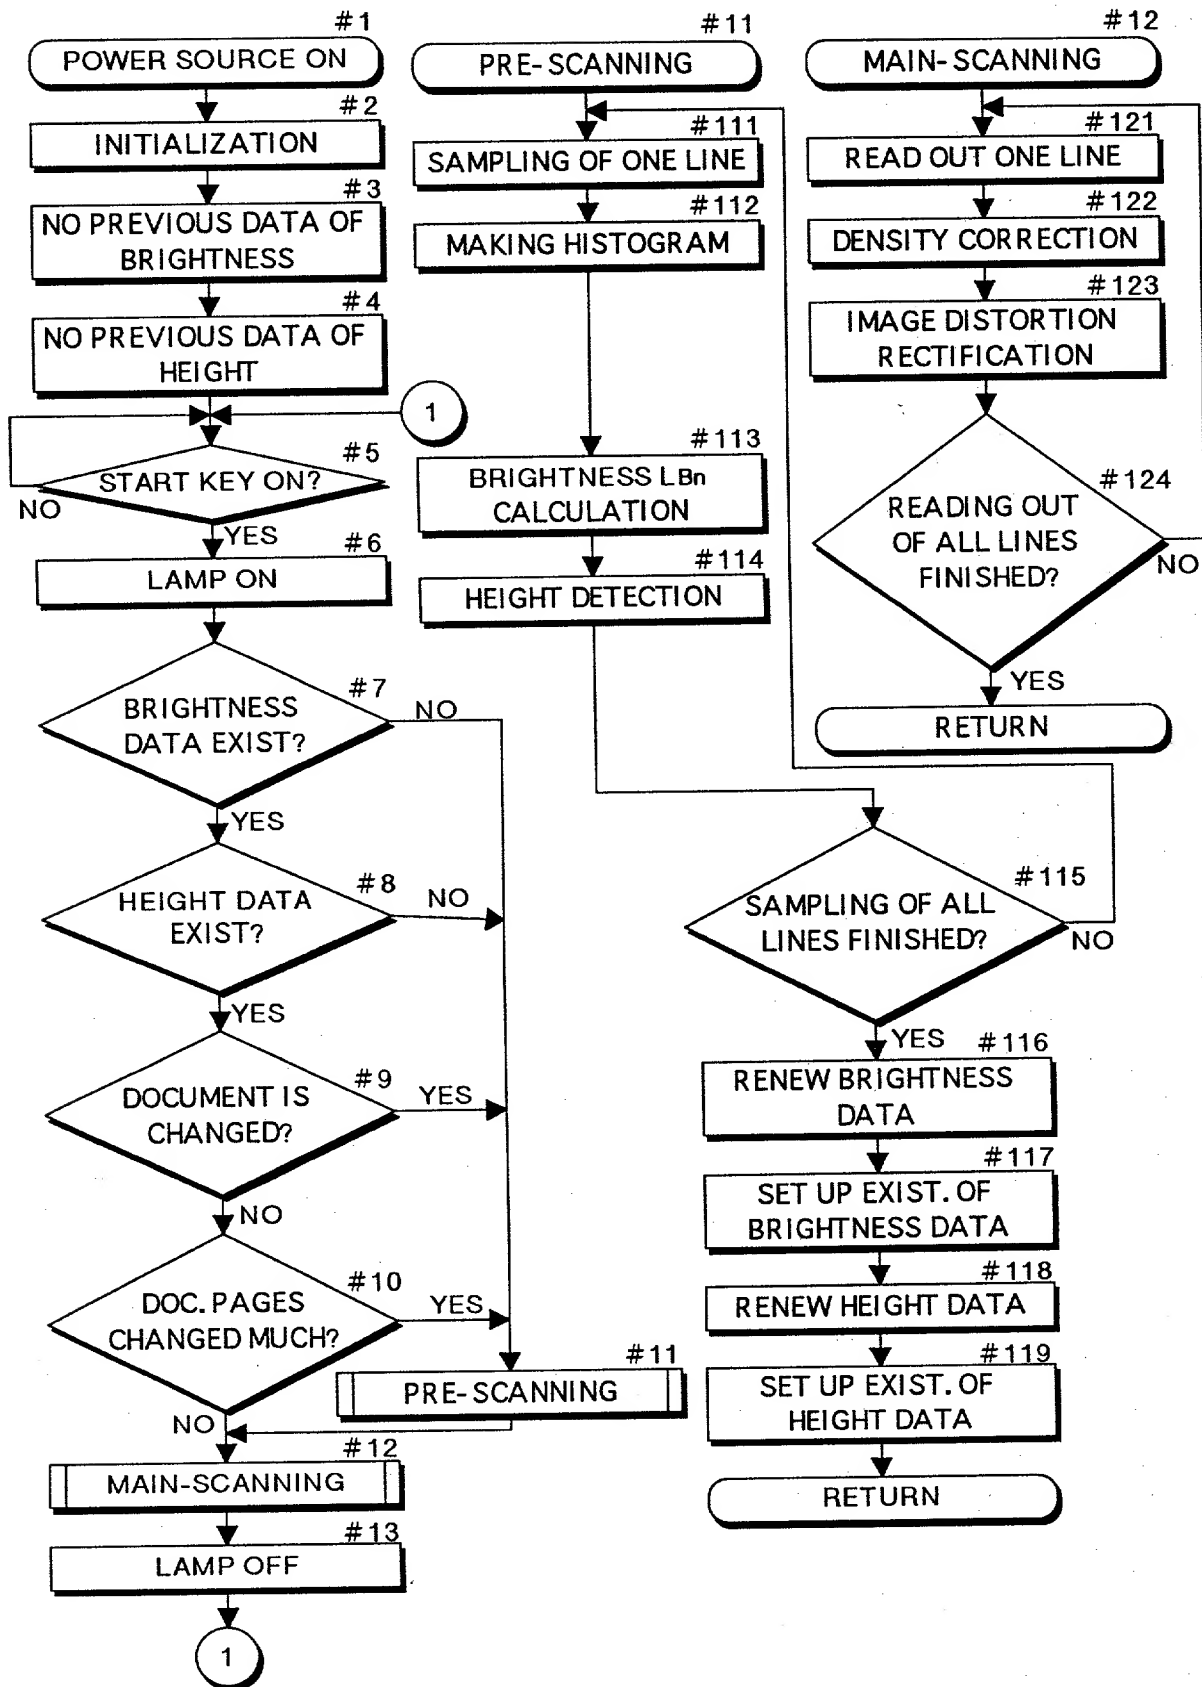 #1
POWER SOURCE ON
#2
INITIALIZATION
#3
NO PREVIOUS DATA OF
BRIGHTNESS
#4
NO PREVIOUS DATA OF
HEIGHT
1
#5
START KEY ON?
NO
YES
#6
LAMP ON
#7
BRIGHTNESS
DATA EXIST?
NO
YES
#8
HEIGHT DATA
EXIST?
NO
YES
#9
DOCUMENT IS
CHANGED?
YES
NO
#10
DOC. PAGES
CHANGED MUCH?
YES
NO
#11
PRE-SCANNING
#12
MAIN-SCANNING
#13
LAMP OFF
1
#11
PRE-SCANNING
#111
SAMPLING OF ONE LINE
#112
MAKING HISTOGRAM
#113
BRIGHTNESS LBn
CALCULATION
#114
HEIGHT DETECTION
#115
SAMPLING OF ALL
LINES FINISHED?
NO
YES
#116
RENEW BRIGHTNESS
DATA
#117
SET UP EXIST. OF
BRIGHTNESS DATA
#118
RENEW HEIGHT DATA
#119
SET UP EXIST. OF
HEIGHT DATA
RETURN
#12
MAIN-SCANNING
#121
READ OUT ONE LINE
#122
DENSITY CORRECTION
#123
IMAGE DISTORTION
RECTIFICATION
#124
READING OUT
OF ALL LINES
FINISHED?
NO
YES
RETURN